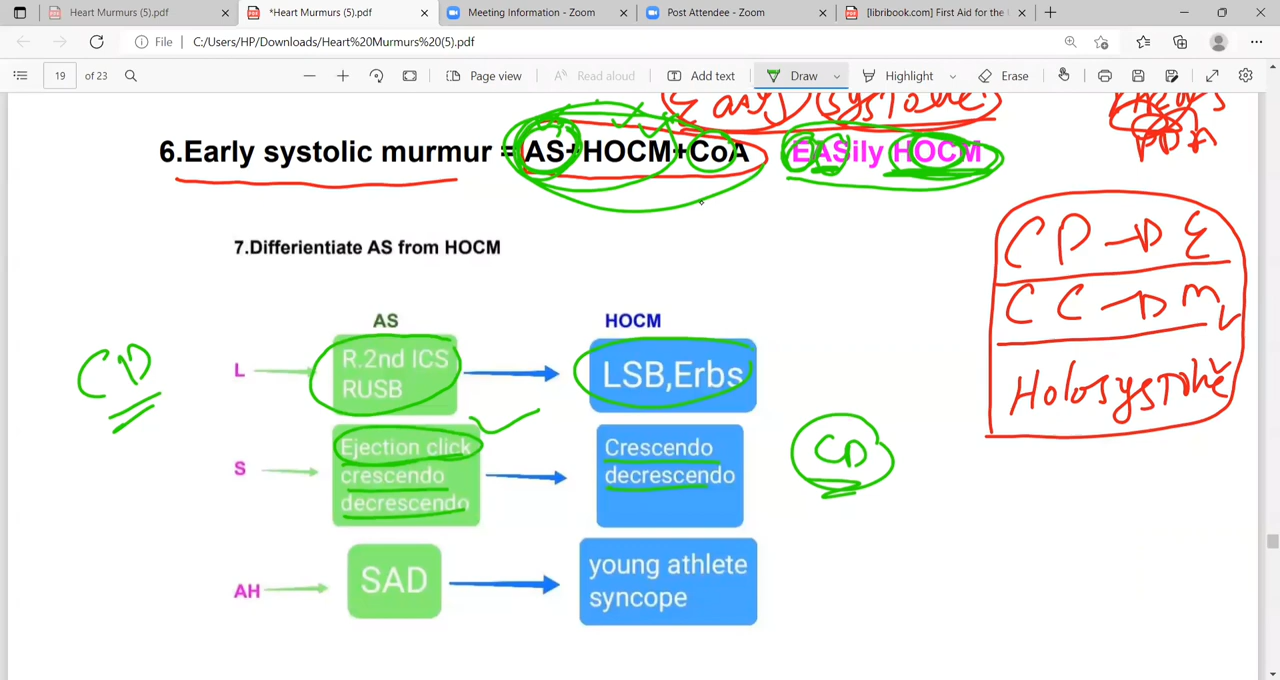 Heart Murmurs (5).pdf
*Heart Murmurs (5).pdf
Meeting Information - Zoom
Post Attendee - Zoom
[libribook.com] First Aid for the
File C:/Users/HP/Downloads/Heart%20Murmurs%20(5).pdf
19 of 23
Page view
Read aloud
Add text
Draw
Highlight
Erase
PDA
6.Early systolic murmur = AS+HOCM+CoA EASily HOCM
7.Differientiate AS from HOCM
AS HOCM
L R.2nd ICS
RUSB
LSB,Erbs
S Ejection click
crescendo
decrescendo
Crescendo
decrescendo
AH SAD
young athlete
syncope
CD
CD
CC
Holosystolic